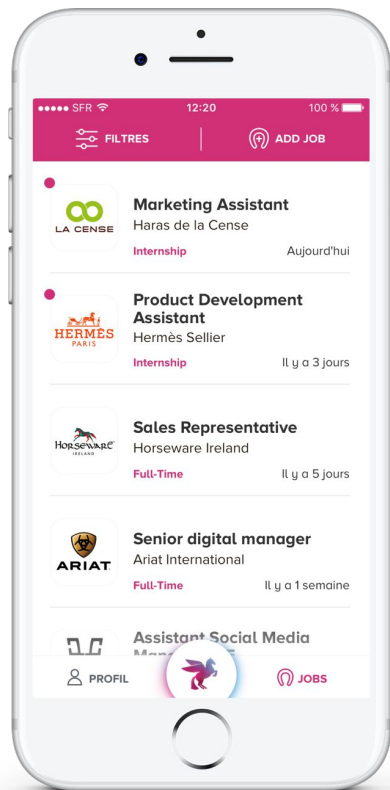 SFR 12:20 100 %
FILTRES ADD JOB
LA CENSE
Marketing Assistant
Haras de la Cense
Internship Aujourd'hui
HERMÈS
PARIS
Product Development
Assistant
Hermès Sellier
Internship Il y a 3 jours
HORSEWARE
IRELAND
Sales Representative
Horseware Ireland
Full-Time Il y a 5 jours
ARIAT
Senior digital manager
Ariat International
Full-Time Il y a 1 semaine
Assistant Social Media
PROFIL JOBS